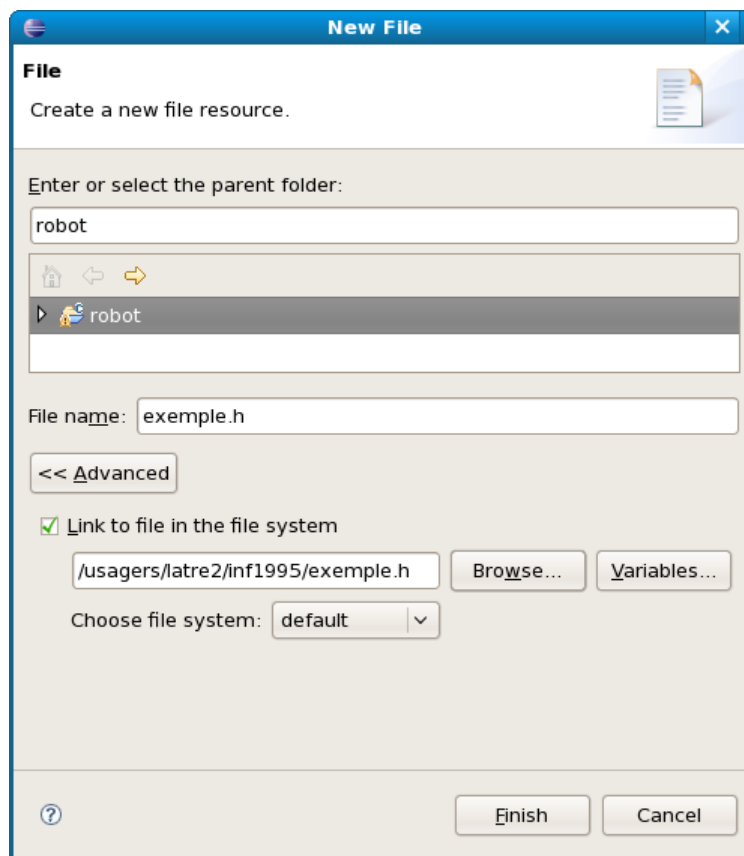 New File
File
Create a new file resource.
Enter or select the parent folder:
robot
robot
File name: exemple.h
<< Advanced
Link to file in the file system
/usagers/latre2/inf1995/exemple.h Browse... Variables...
Choose file system: default
Finish Cancel